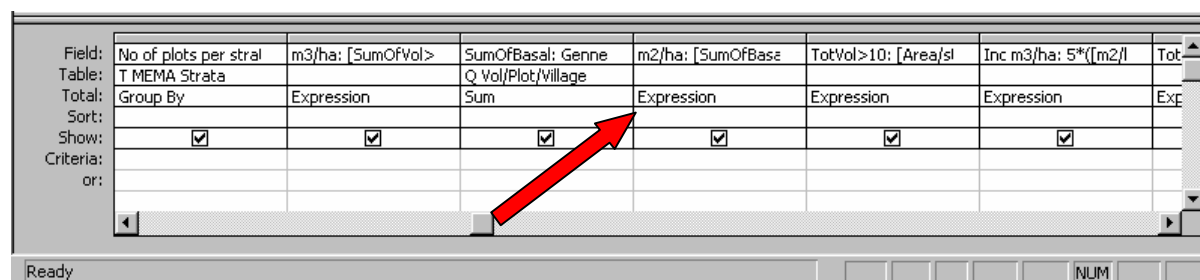 Field: No of plots per strat m3/ha: [SumOfVol> SumOfBasal: Genne m2/ha: [SumOfBasa TotVol>10: [Area/sl Inc m3/ha: 5*([m2/l Tot
Table: T MEMA Strata Q Vol/Plot/Village
Total: Group By Expression Sum Expression Expression Expression Exp
Sort:
Show:
Criteria:
or:
Ready NUM